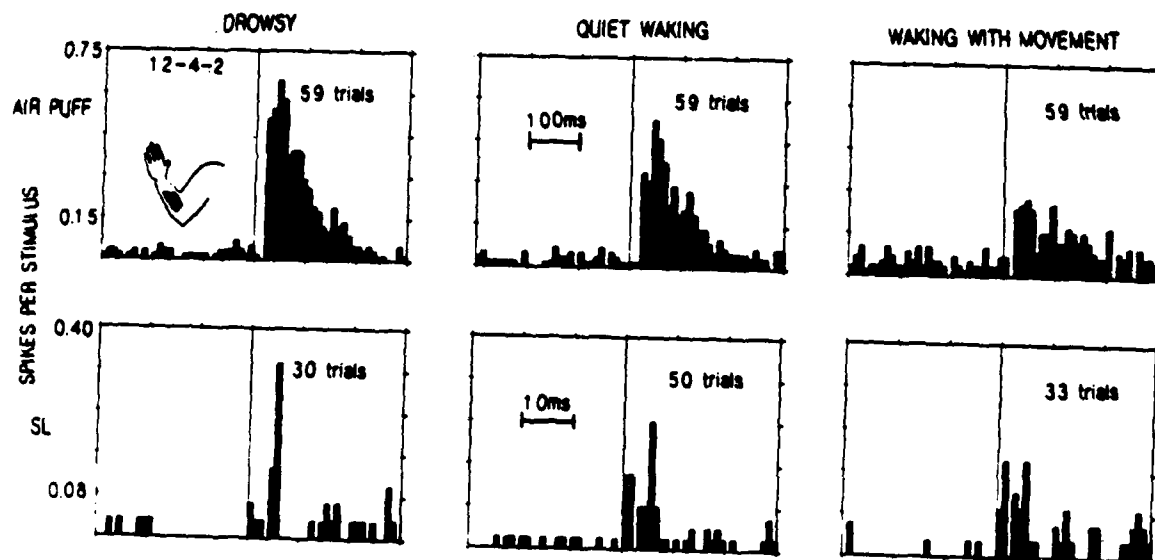 DROWSY
QUIET WAKING
WAKING WITH MOVEMENT
0.75
12-4-2
AIR PUFF
59 trials
100ms
59 trials
59 trials
SPIKES PER STIMULUS
0.15
0.40
30 trials
10ms
50 trials
33 trials
SL
0.08